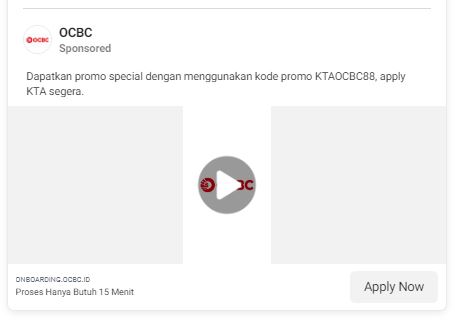 OCBC
OCBC
Sponsored
Dapatkan promo special dengan menggunakan kode promo KTAOCBC88, apply
KTA segera.
ONBOARDING.OCBC.ID
Proses Hanya Butuh 15 Menit
Apply Now